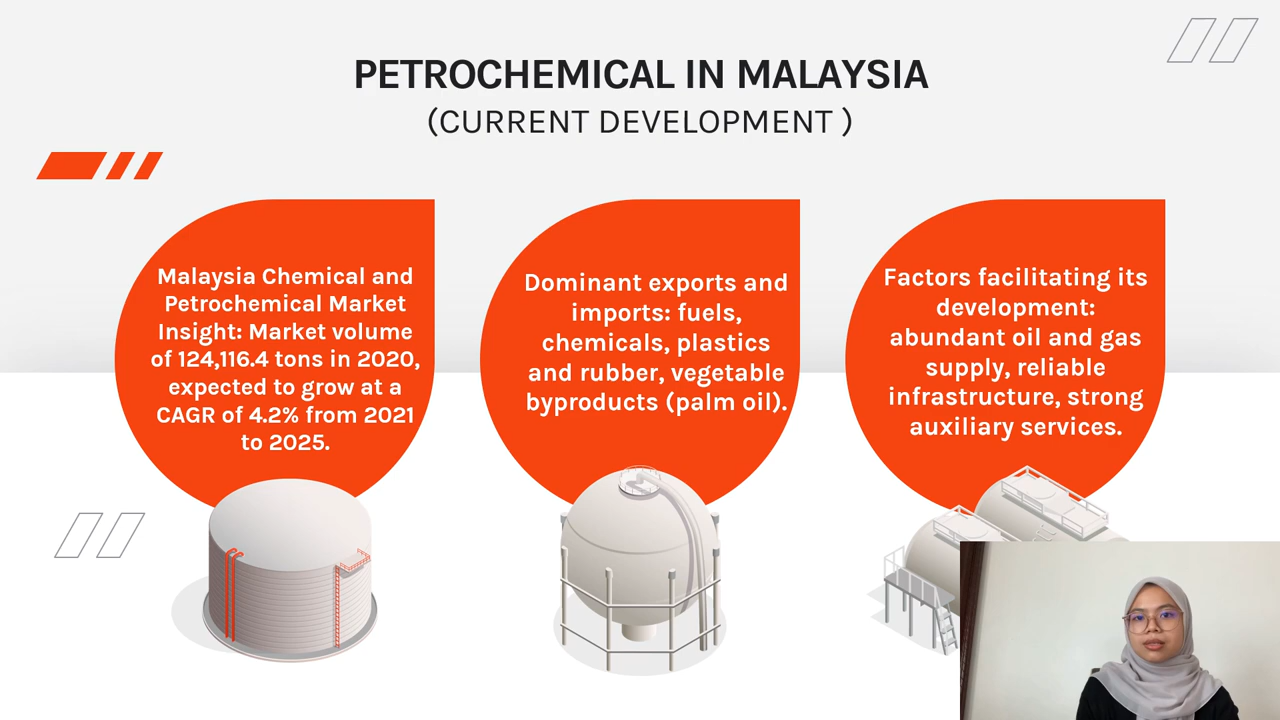 PETROCHEMICAL IN MALAYSIA
(CURRENT DEVELOPMENT )
Malaysia Chemical and
Petrochemical Market
Insight: Market volume
of 124,116.4 tons in 2020,
expected to grow at a
CAGR of 4.2% from 2021
to 2025.
Dominant exports and
imports: fuels,
chemicals, plastics
and rubber, vegetable
byproducts (palm oil).
Factors facilitating its
development:
abundant oil and gas
supply, reliable
infrastructure, strong
auxiliary services.